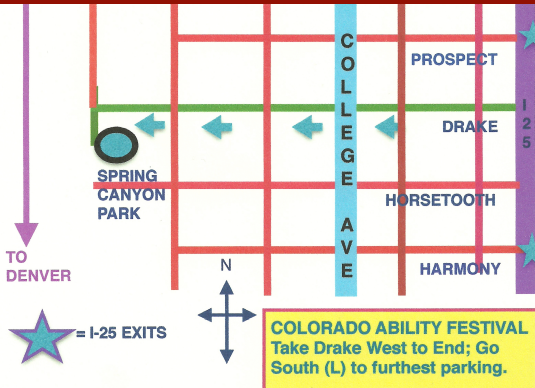 COLLEGE AVE
PROSPECT
I25
DRAKE
SPRING
CANYON
PARK
HORSETOOTH
TO
DENVER
N
HARMONY
= I-25 EXITS
COLORADO ABILITY FESTIVAL
Take Drake West to End; Go
South (L) to furthest parking.